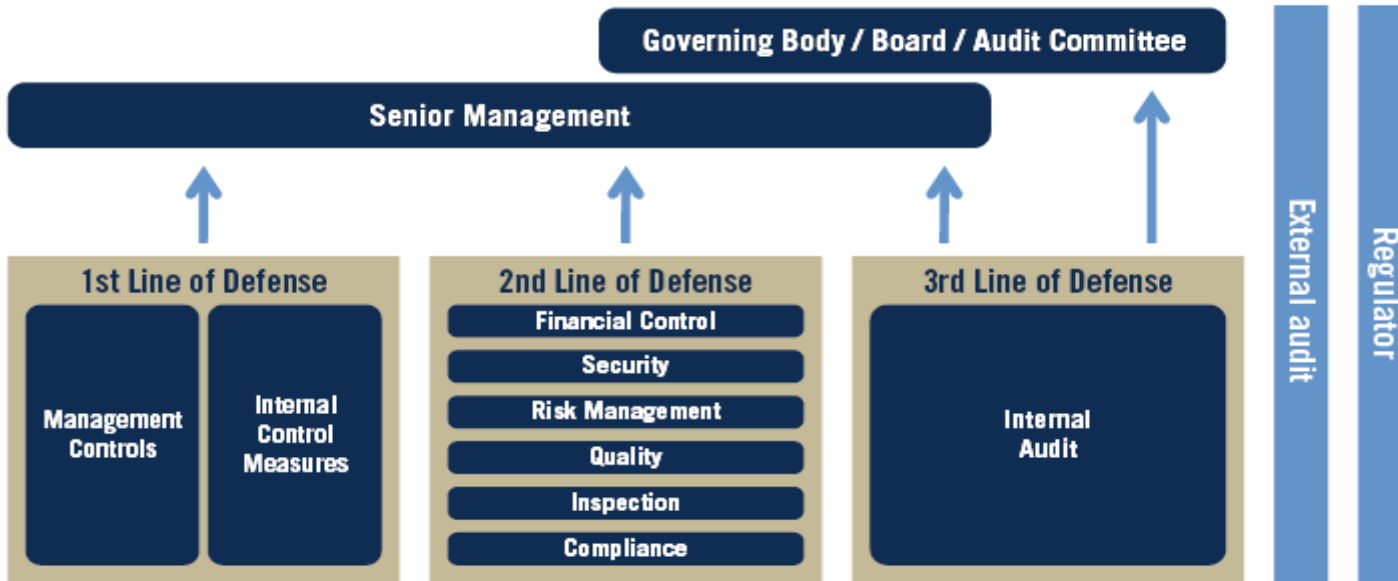 Governing Body / Board / Audit Committee
Senior Management
1st Line of Defense
Management
Controls
Internal
Control
Measures
2nd Line of Defense
Financial Control
Security
Risk Management
Quality
Inspection
Compliance
3rd Line of Defense
Internal
Audit
External audit
Regulator